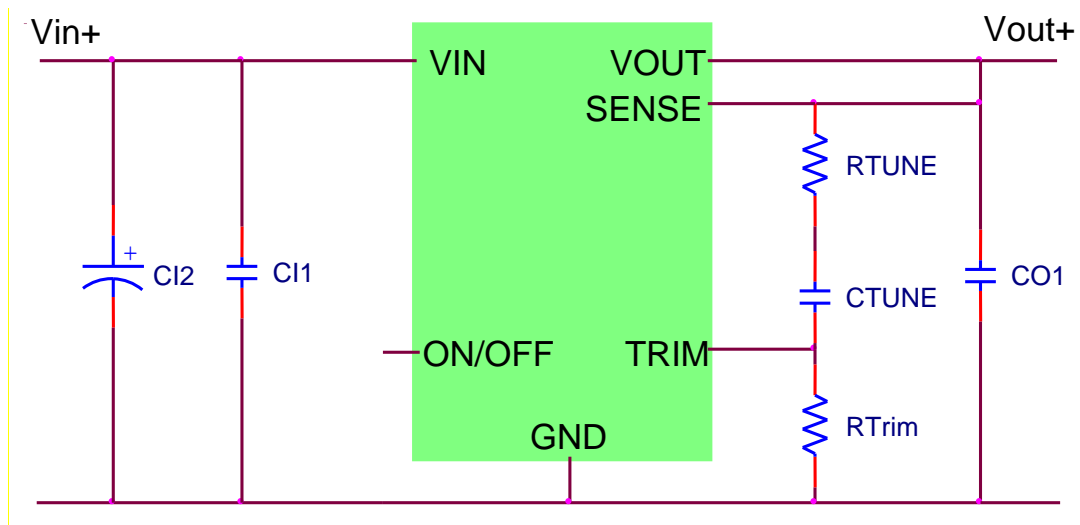 Vin+
Vout+
VIN
VOUT
SENSE
RTUNE
+
CI2
CI1
CTUNE
CO1
ON/OFF
TRIM
RTrim
GND